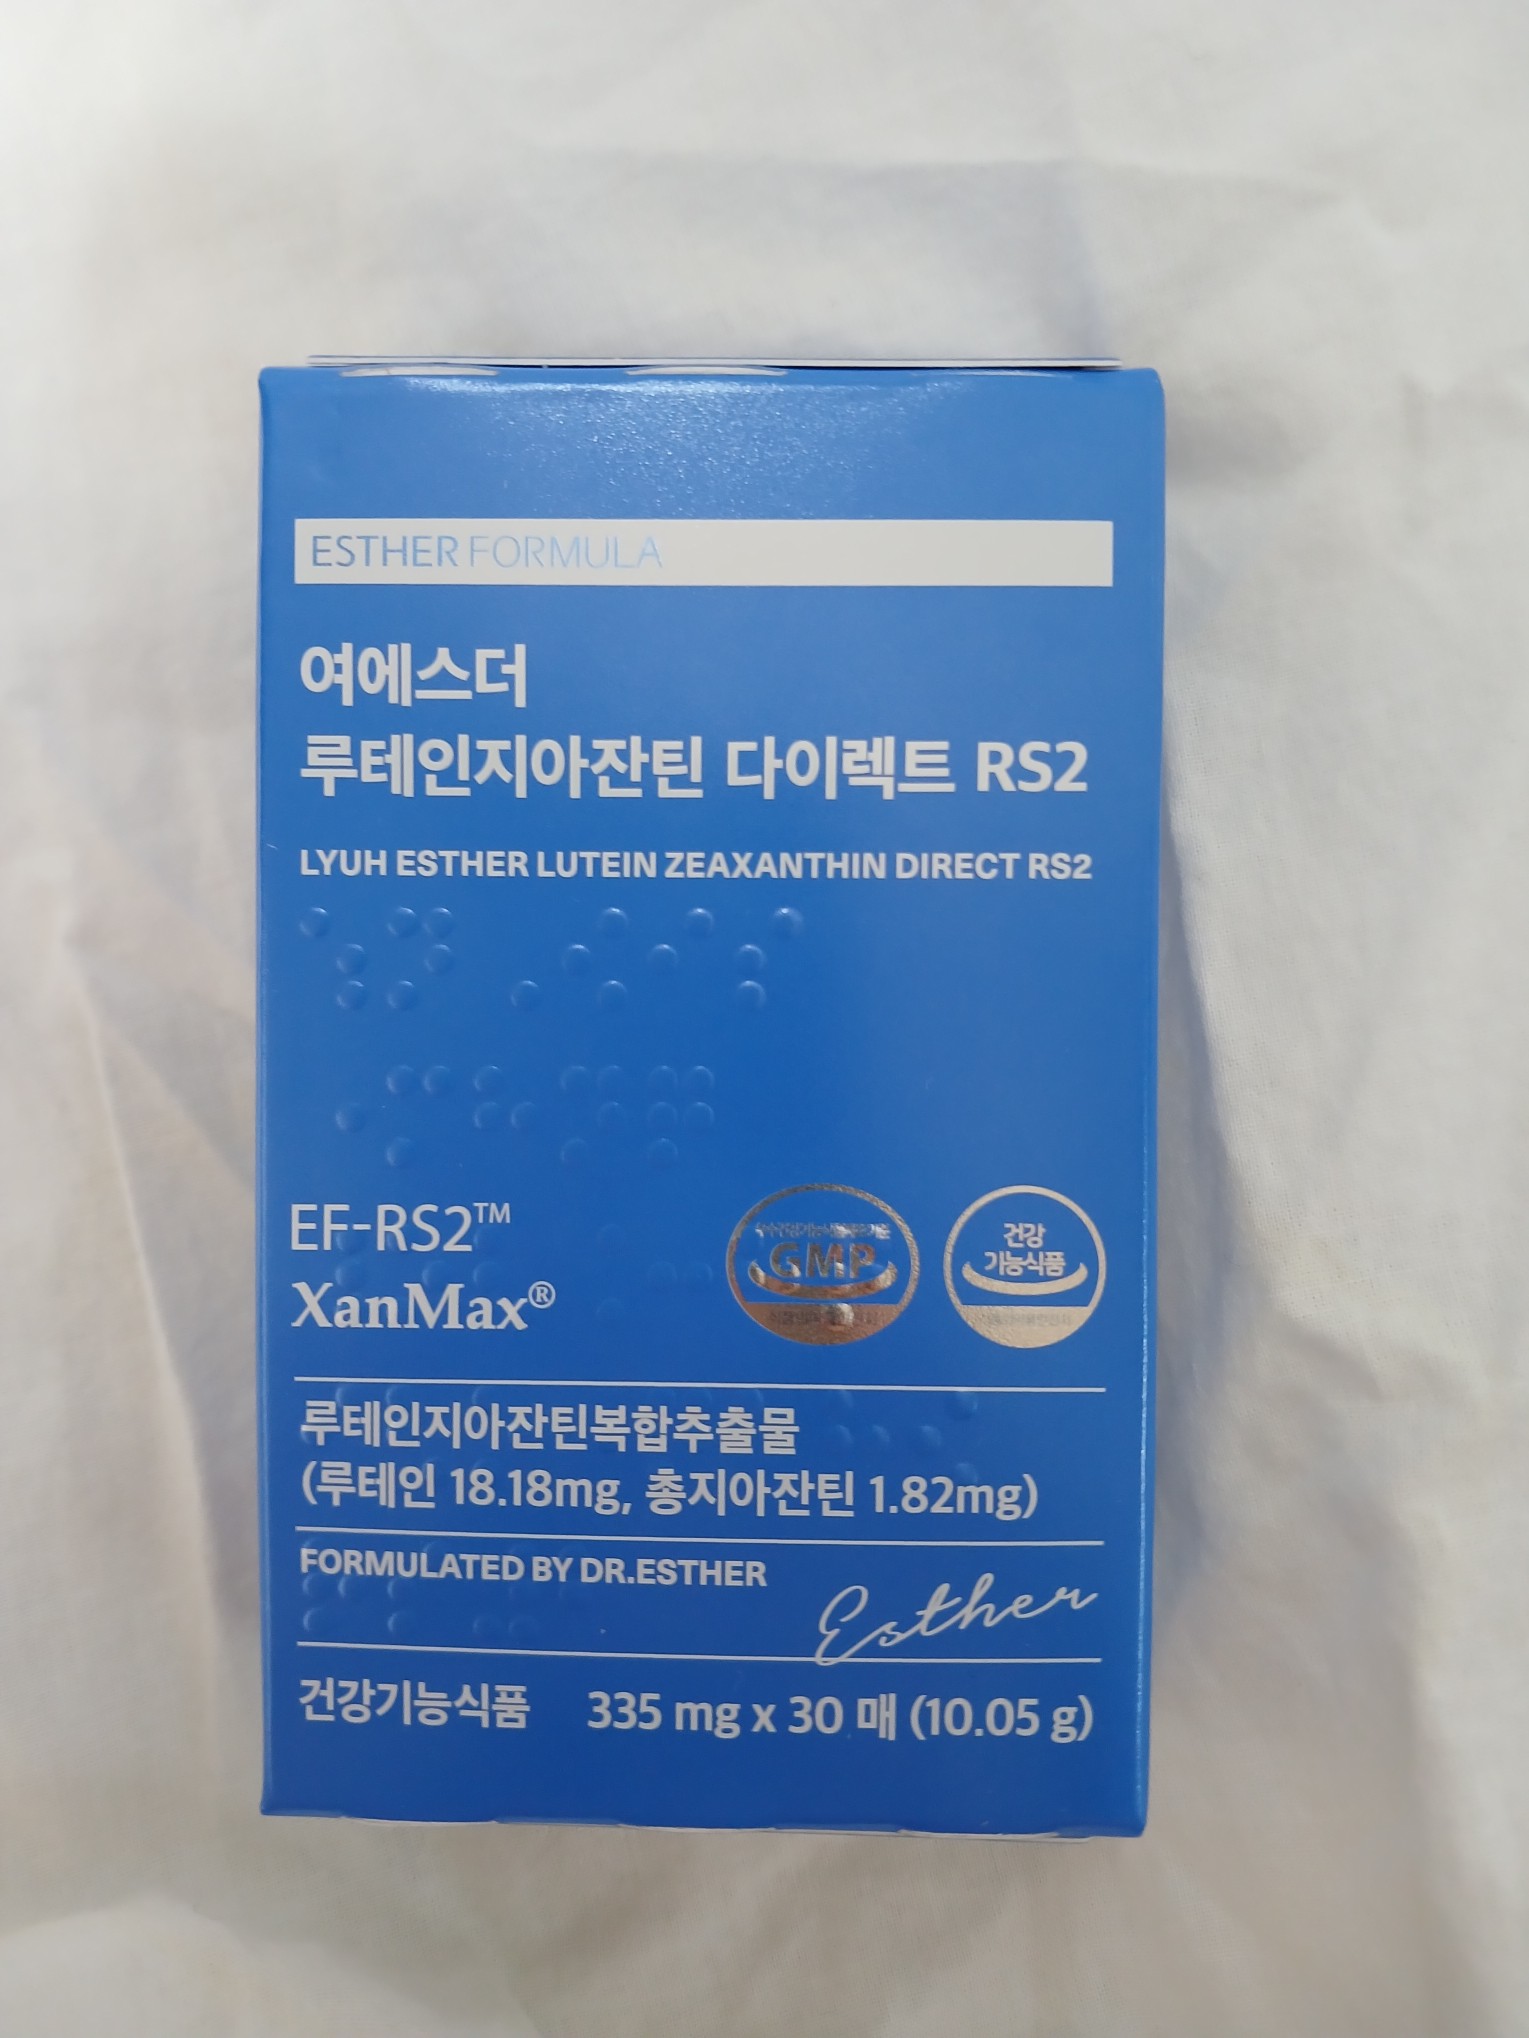 ESTHER FORMULA
여에스더
루테인지아잔틴 다이렉트 RS2
LYUH ESTHER LUTEIN ZEAXANTHIN DIRECT RS2
EF-RS2™
XanMax®
GMP
건강
기능식품
루테인지아잔틴복합추출물
(루테인 18.18mg, 총지아잔틴 1.82mg)
FORMULATED BY DR.ESTHER
Esther
건강기능식품 335 mg x 30 매 (10.05 g)